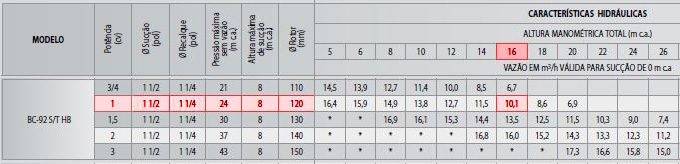 CARACTERÍSTICAS HIDRÁULICAS
MODELO Potência (cv) Ø Sucção (pol) Ø Recalque (pol) Pressão máxima sem vazão (m c.a.) Altura máxima de sucção (m c.a.) Ø Rotor (mm) ALTURA MANOMÉTRICA TOTAL (m c.a.)
5 6 8 10 12 14 16 18 20 22 24 26
VAZÃO EM m³/h VÁLIDA PARA SUCÇÃO DE 0 m c.a
BC-92 S/T HB
3/4 1 1/2 1 1/4 21 8 110 14,5 13,9 12,7 11,4 10,0 8,5 6,7
1 1 1/2 1 1/4 24 8 120 16,4 15,9 14,9 13,8 12,7 11,5 10,1 8,6 6,9
1,5 1 1/2 1 1/4 30 8 130 * * 16,9 16,1 15,3 14,4 13,5 12,5 11,5 10,3 9,0 7,4
2 1 1/2 1 1/4 37 8 140 * * * * * 16,8 16,0 15,2 14,3 13,3 12,3 11,2
3 1 1/2 1 1/4 43 8 150 * * * * * * * * 17,3 16,6 15,8 15,0